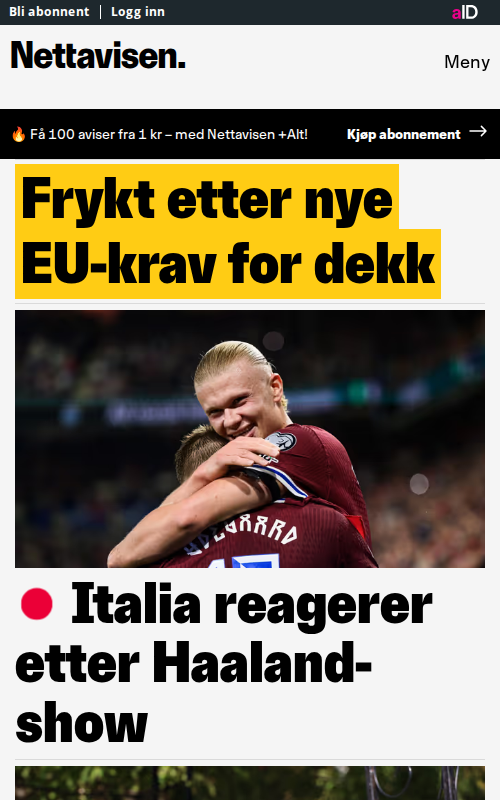 Bli abonnent | Logg inn
aID
Nettavisen.
Meny
🔥 Få 100 aviser fra 1 kr – med Nettavisen +Alt!
Kjøp abonnement →
Frykt etter nye
EU-krav for dekk
ØDEGAARD
Italia reagerer
etter Haaland-
show